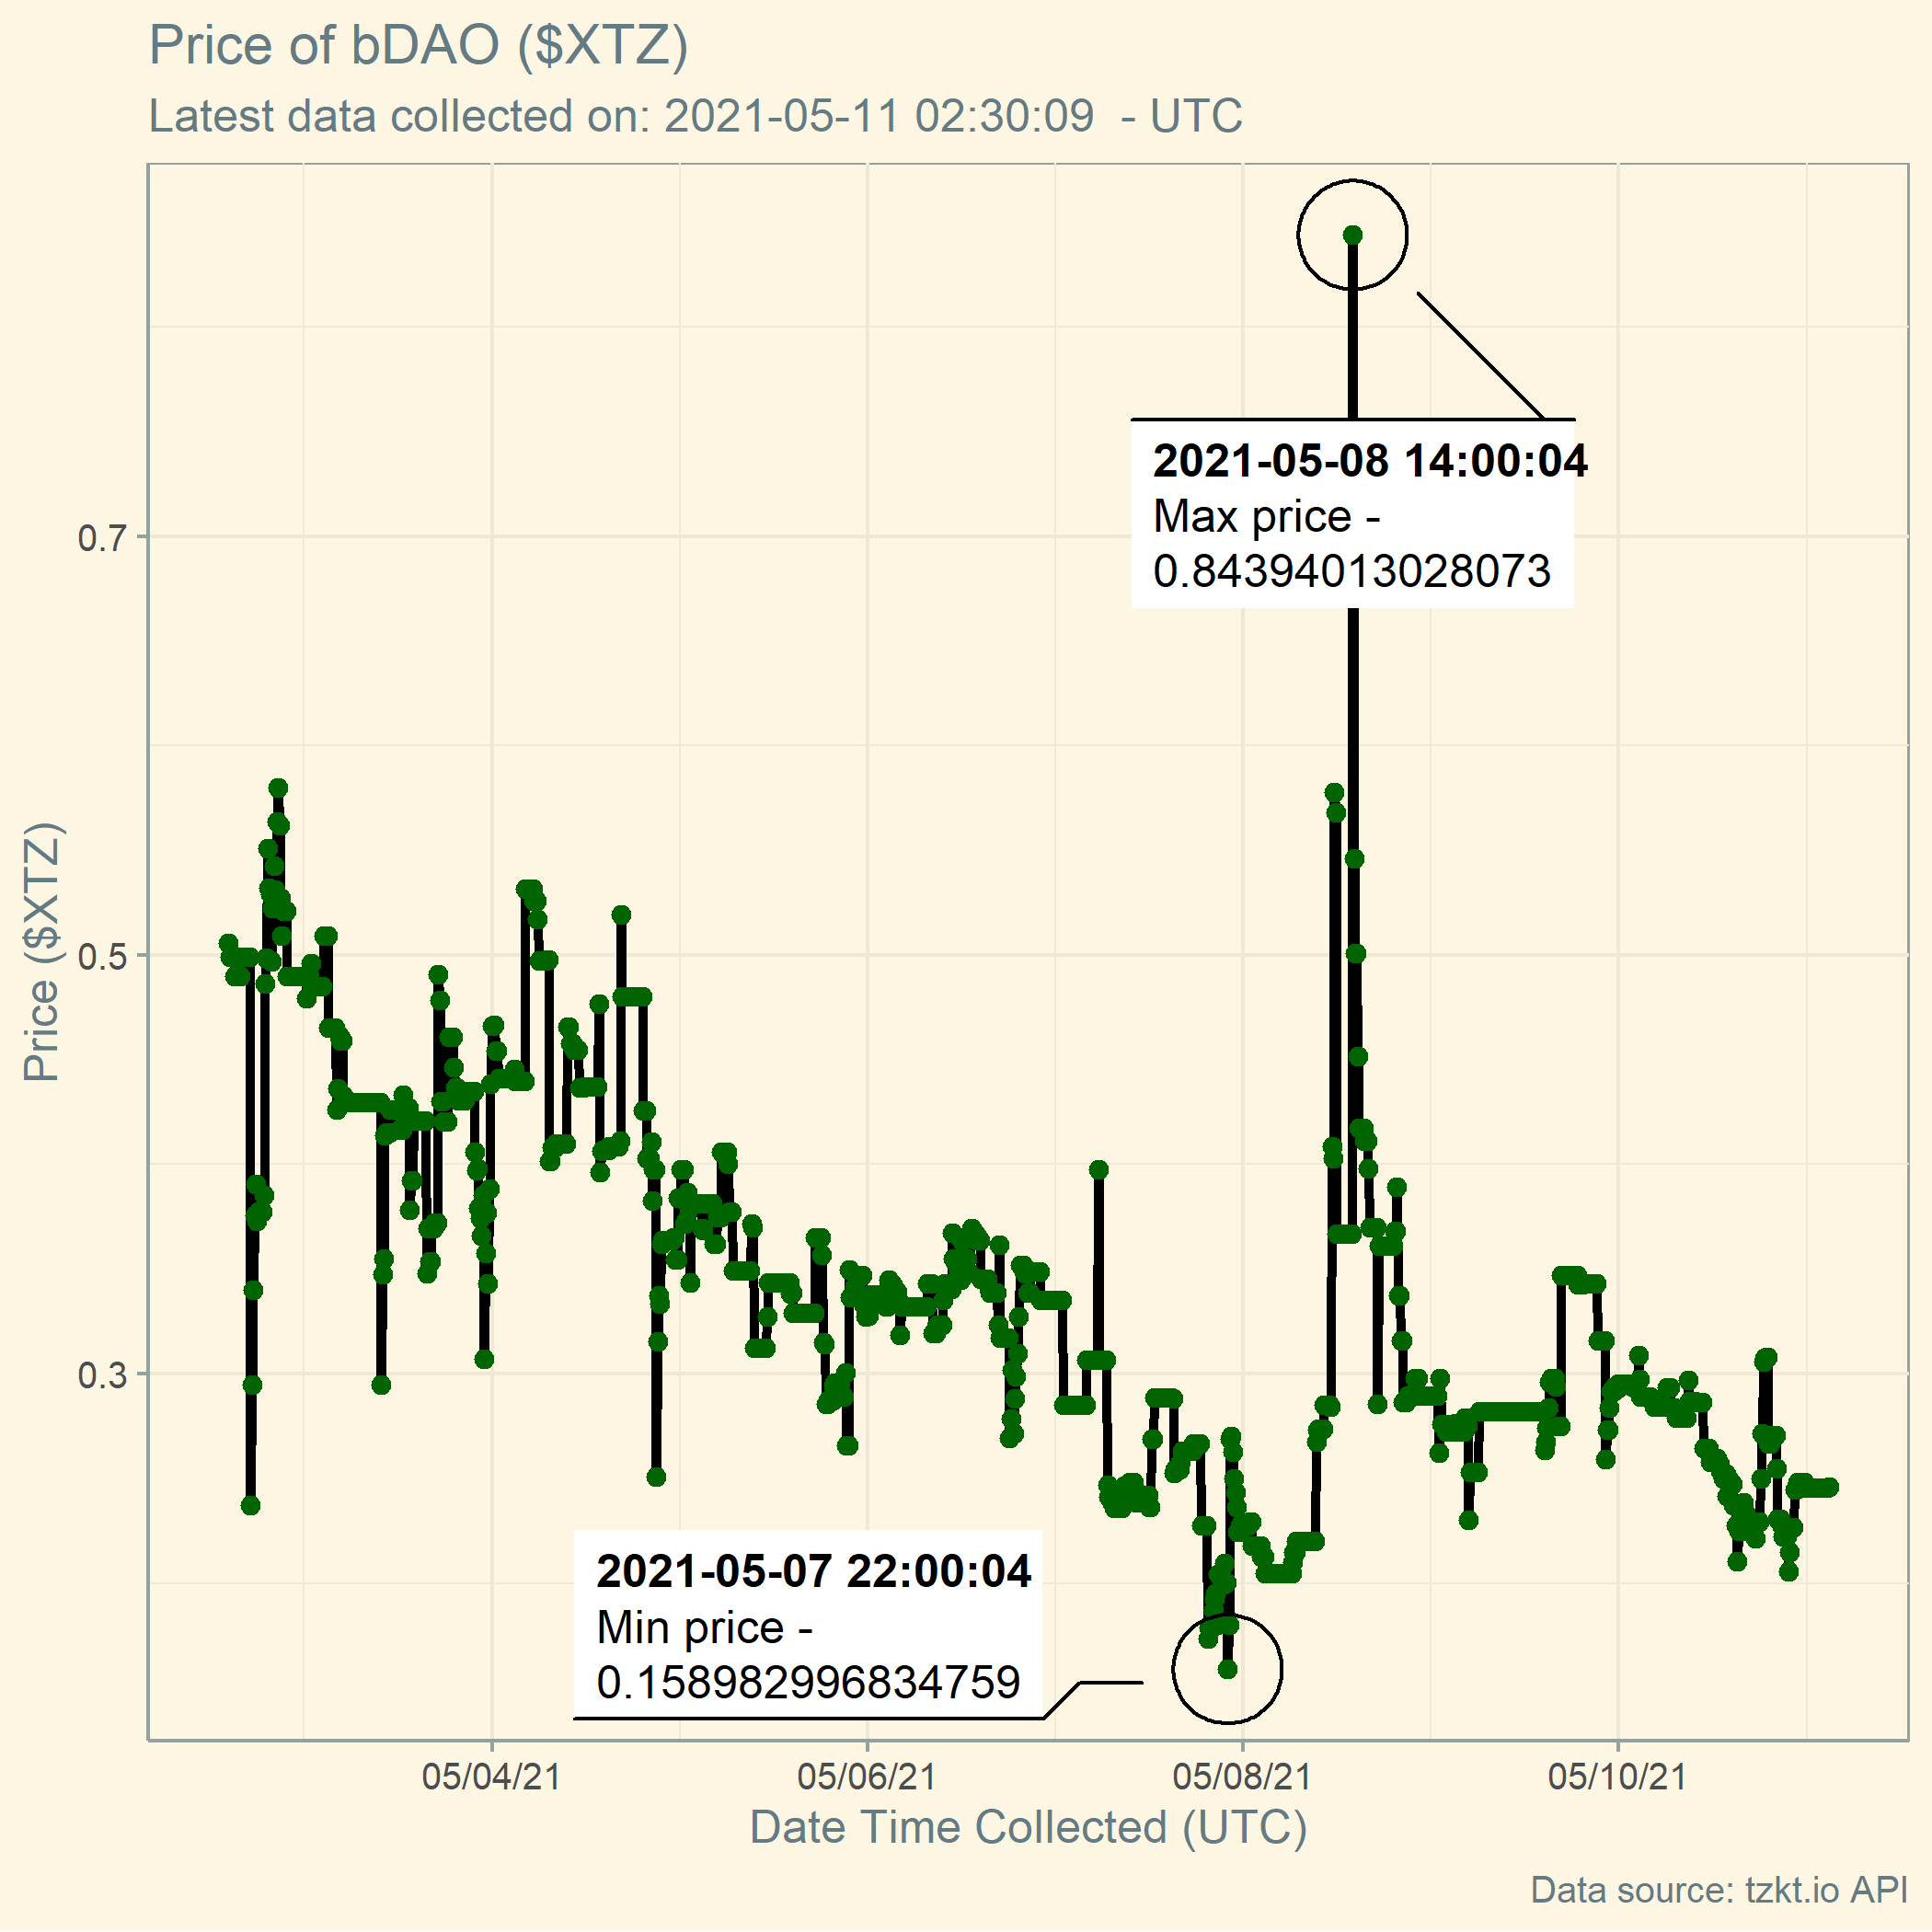 Price of bDAO ($XTZ)
Latest data collected on: 2021-05-11 02:30:09  - UTC
2021-05-08 14:00:04
Max price -
0.84394013028073
0.7
0.5
0.3
Price ($XTZ)
2021-05-07 22:00:04
Min price -
0.158982996834759
05/04/21
05/06/21
05/08/21
05/10/21
Date Time Collected (UTC)
Data source: tzkt.io API